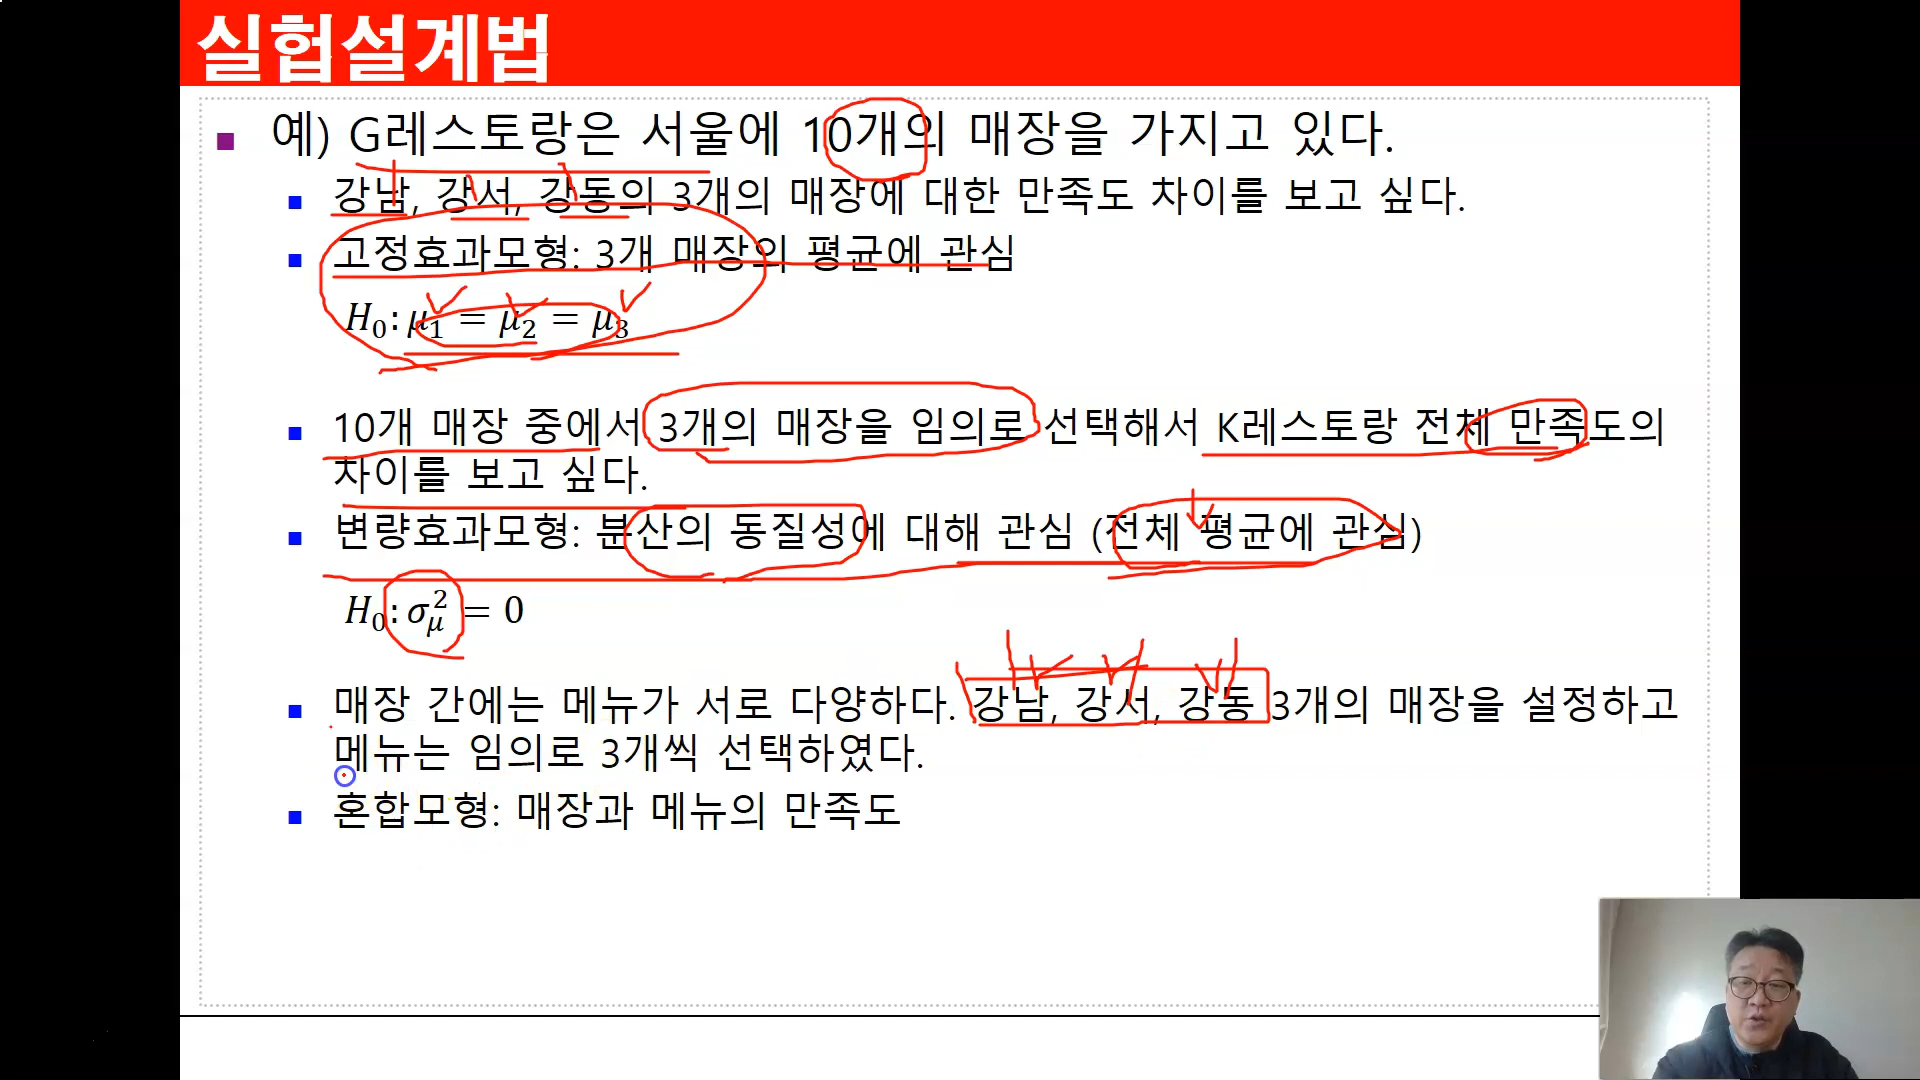 실험설계법
예) G레스토랑은 서울에 10개의 매장을 가지고 있다.
강남, 강서, 강동의 3개의 매장에 대한 만족도 차이를 보고 싶다.
고정효과모형: 3개 매장의 평균에 관심
H₀: μ₁ = μ₂ = μ₃
10개 매장 중에서 3개의 매장을 임의로 선택해서 K레스토랑 전체 만족도의
차이를 보고 싶다.
변량효과모형: 분산의 동질성에 대해 관심 (전체 평균에 관심)
H₀: σ_μ² = 0
매장 간에는 메뉴가 서로 다양하다. 강남, 강서, 강동 3개의 매장을 설정하고
메뉴는 임의로 3개씩 선택하였다.
혼합모형: 매장과 메뉴의 만족도